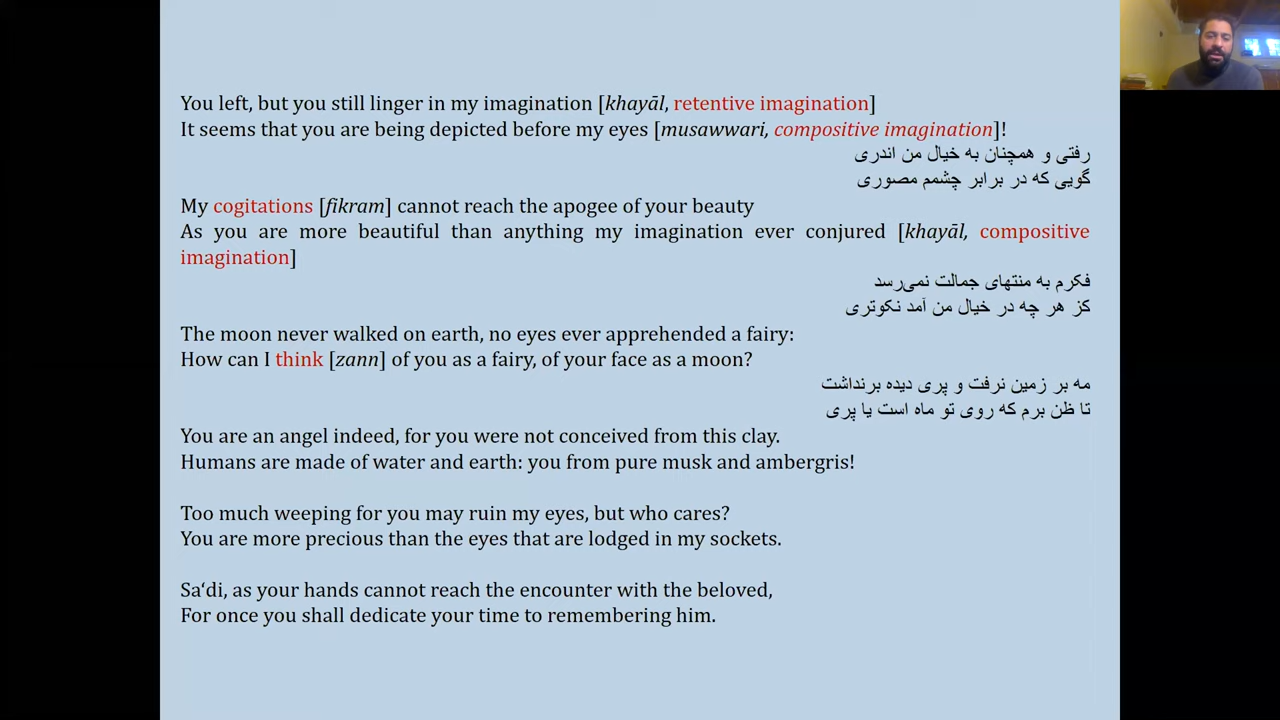 You left, but you still linger in my imagination [khayāl, retentive imagination]
It seems that you are being depicted before my eyes [musawwari, compositive imagination]!
رفتی و همچنان به خیال من اندری
گویی که در برابر چشمم مصوری
My cogitations [fikram] cannot reach the apogee of your beauty
As you are more beautiful than anything my imagination ever conjured [khayāl, compositive
imagination]
فکرم به منتهای جمالت نمی‌رسد
کز هر چه در خیال من آمد نکوتری
The moon never walked on earth, no eyes ever apprehended a fairy:
How can I think [zann] of you as a fairy, of your face as a moon?
مه بر زمین نرفت و پری دیده برنداشت
تا ظن برم که روی تو ماه است یا پری
You are an angel indeed, for you were not conceived from this clay.
Humans are made of water and earth: you from pure musk and ambergris!
Too much weeping for you may ruin my eyes, but who cares?
You are more precious than the eyes that are lodged in my sockets.
Sa‘di, as your hands cannot reach the encounter with the beloved,
For once you shall dedicate your time to remembering him.